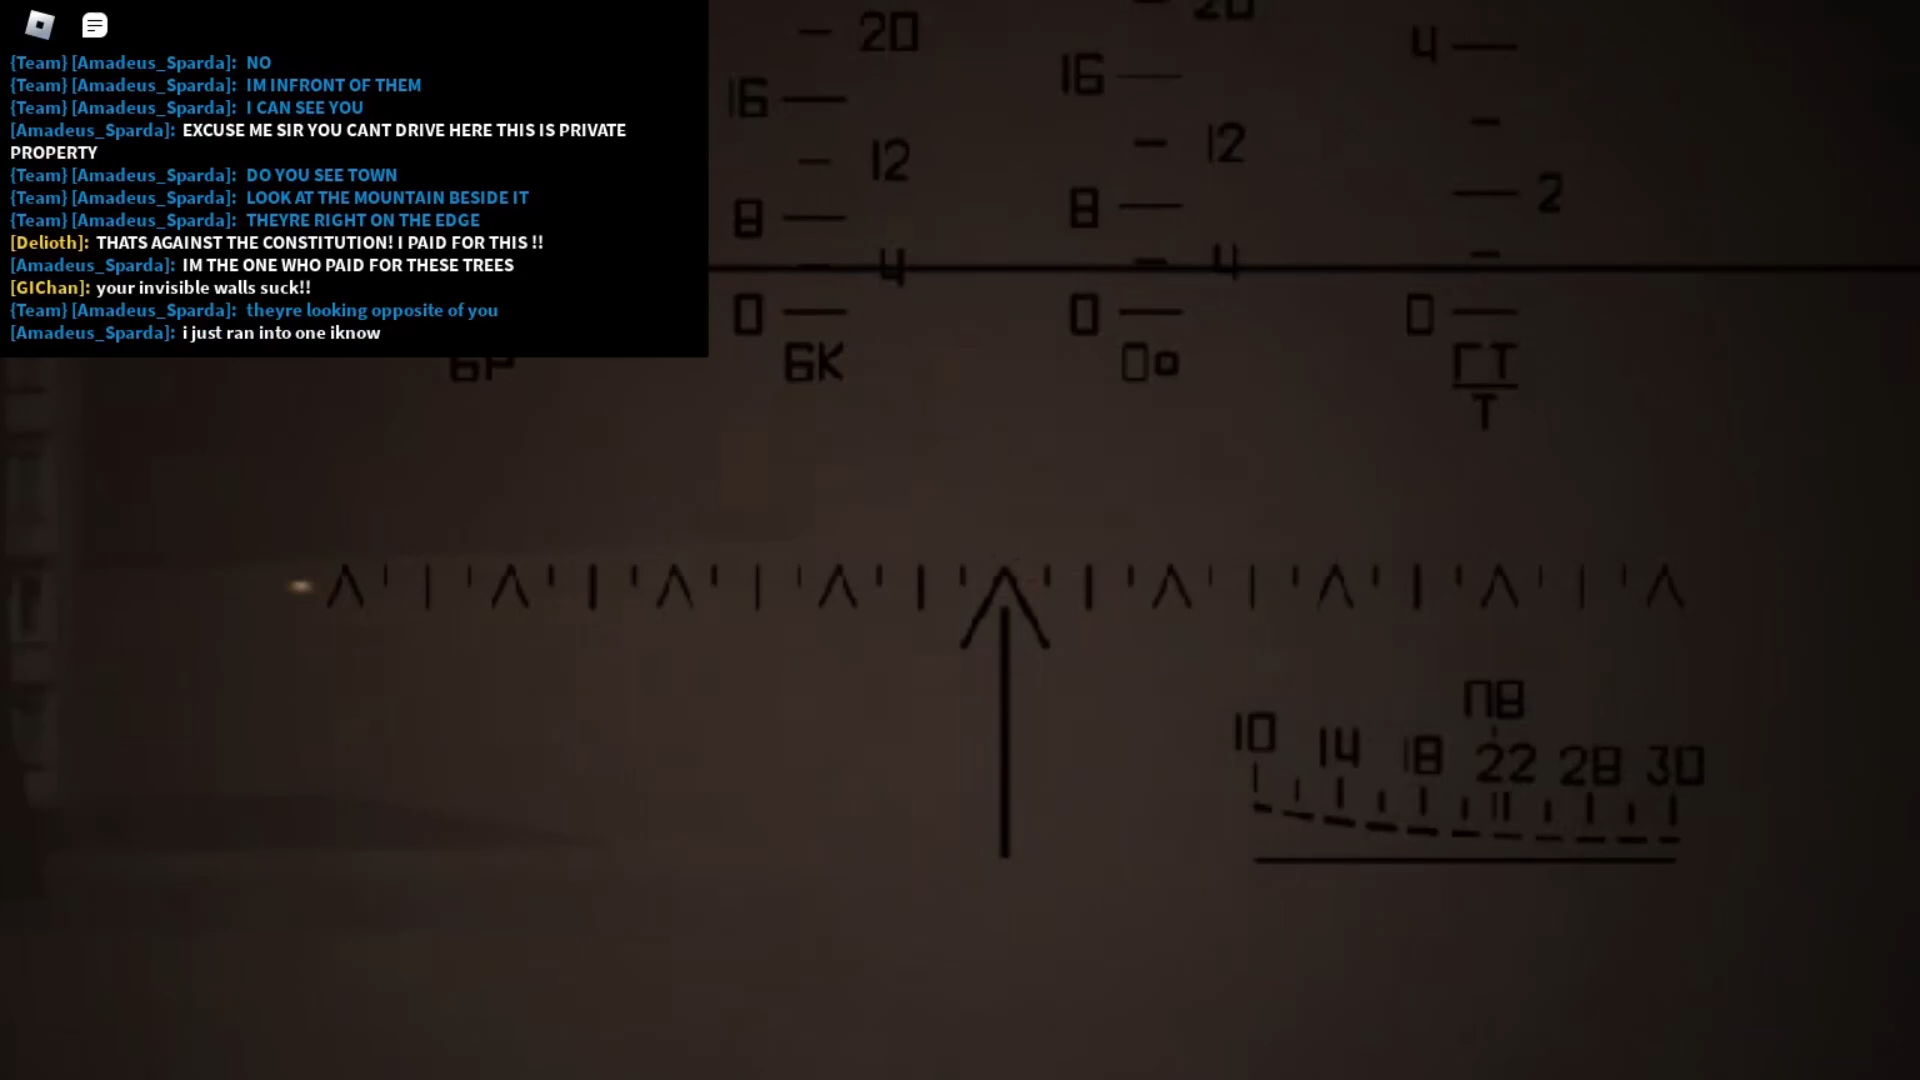 {Team} [Amadeus_Sparda]: NO
{Team} [Amadeus_Sparda]: IM INFRONT OF THEM
{Team} [Amadeus_Sparda]: I CAN SEE YOU
[Amadeus_Sparda]: EXCUSE ME SIR YOU CANT DRIVE HERE THIS IS PRIVATE
PROPERTY
{Team} [Amadeus_Sparda]: DO YOU SEE TOWN
{Team} [Amadeus_Sparda]: LOOK AT THE MOUNTAIN BESIDE IT
{Team} [Amadeus_Sparda]: THEYRE RIGHT ON THE EDGE
[Delioth]: THATS AGAINST THE CONSTITUTION! I PAID FOR THIS !!
[Amadeus_Sparda]: IM THE ONE WHO PAID FOR THESE TREES
[GIChan]: your invisible walls suck!!
{Team} [Amadeus_Sparda]: theyre looking opposite of you
[Amadeus_Sparda]: i just ran into one iknow
20 20 4
16 16
12 12
8 8 2
4 4
0 0 0
БР БК ОО ГТ
Т
ПВ
10 14 18 22 28 30